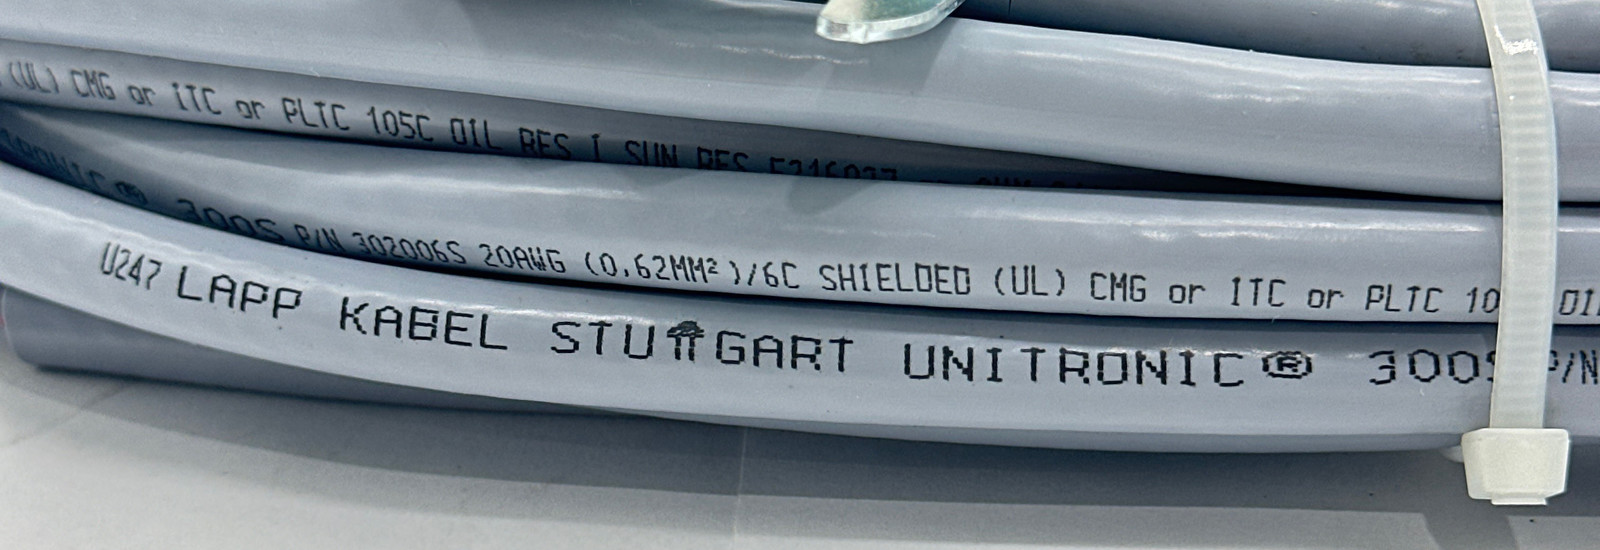 (UL) CMG or ITC or PLTC 105C OIL RES I SUN RES
300S P/N 302006S 20AWG (0,62MM²)/6C SHIELDED (UL) CMG or ITC or PLTC
U247 LAPP KABEL STUTTGART UNITRONIC® 300S P/N